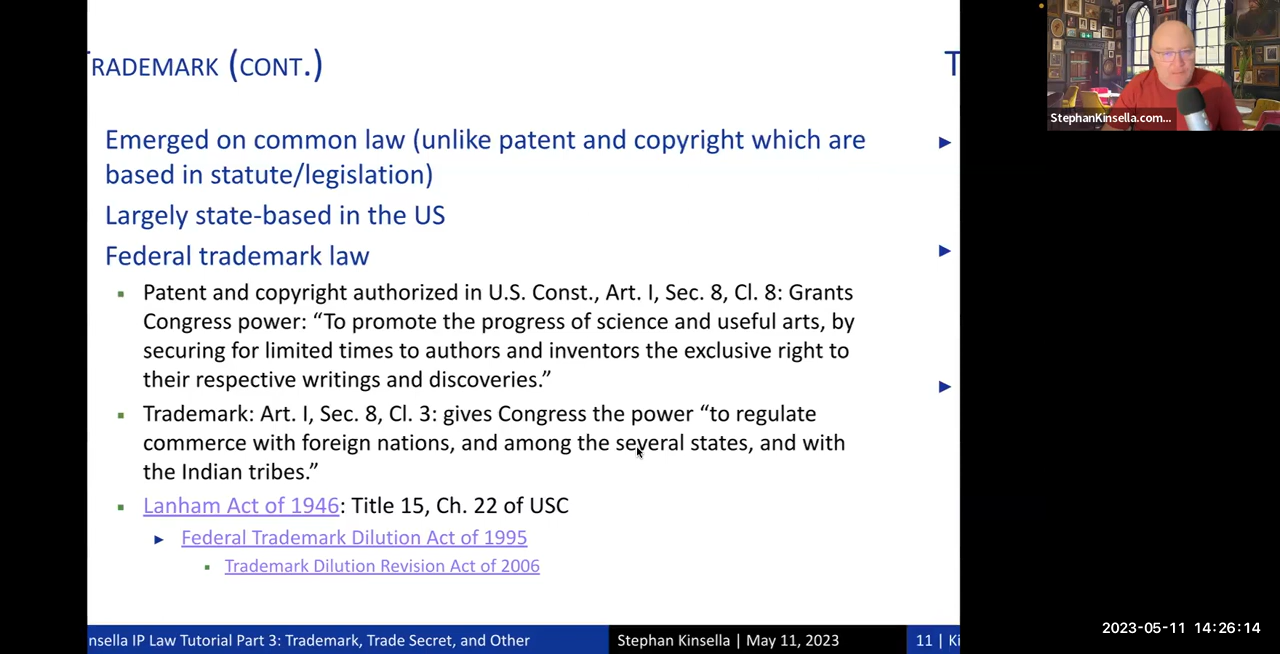 RADEMARK (CONT.)
T
Emerged on common law (unlike patent and copyright which are
based in statute/legislation)
Largely state-based in the US
Federal trademark law
Patent and copyright authorized in U.S. Const., Art. I, Sec. 8, Cl. 8: Grants
Congress power: “To promote the progress of science and useful arts, by
securing for limited times to authors and inventors the exclusive right to
their respective writings and discoveries.”
Trademark: Art. I, Sec. 8, Cl. 3: gives Congress the power “to regulate
commerce with foreign nations, and among the several states, and with
the Indian tribes.”
Lanham Act of 1946: Title 15, Ch. 22 of USC
Federal Trademark Dilution Act of 1995
Trademark Dilution Revision Act of 2006
nsella IP Law Tutorial Part 3: Trademark, Trade Secret, and Other
Stephan Kinsella | May 11, 2023
11 | Ki
StephanKinsella.com...
2023-05-11 14:26:14